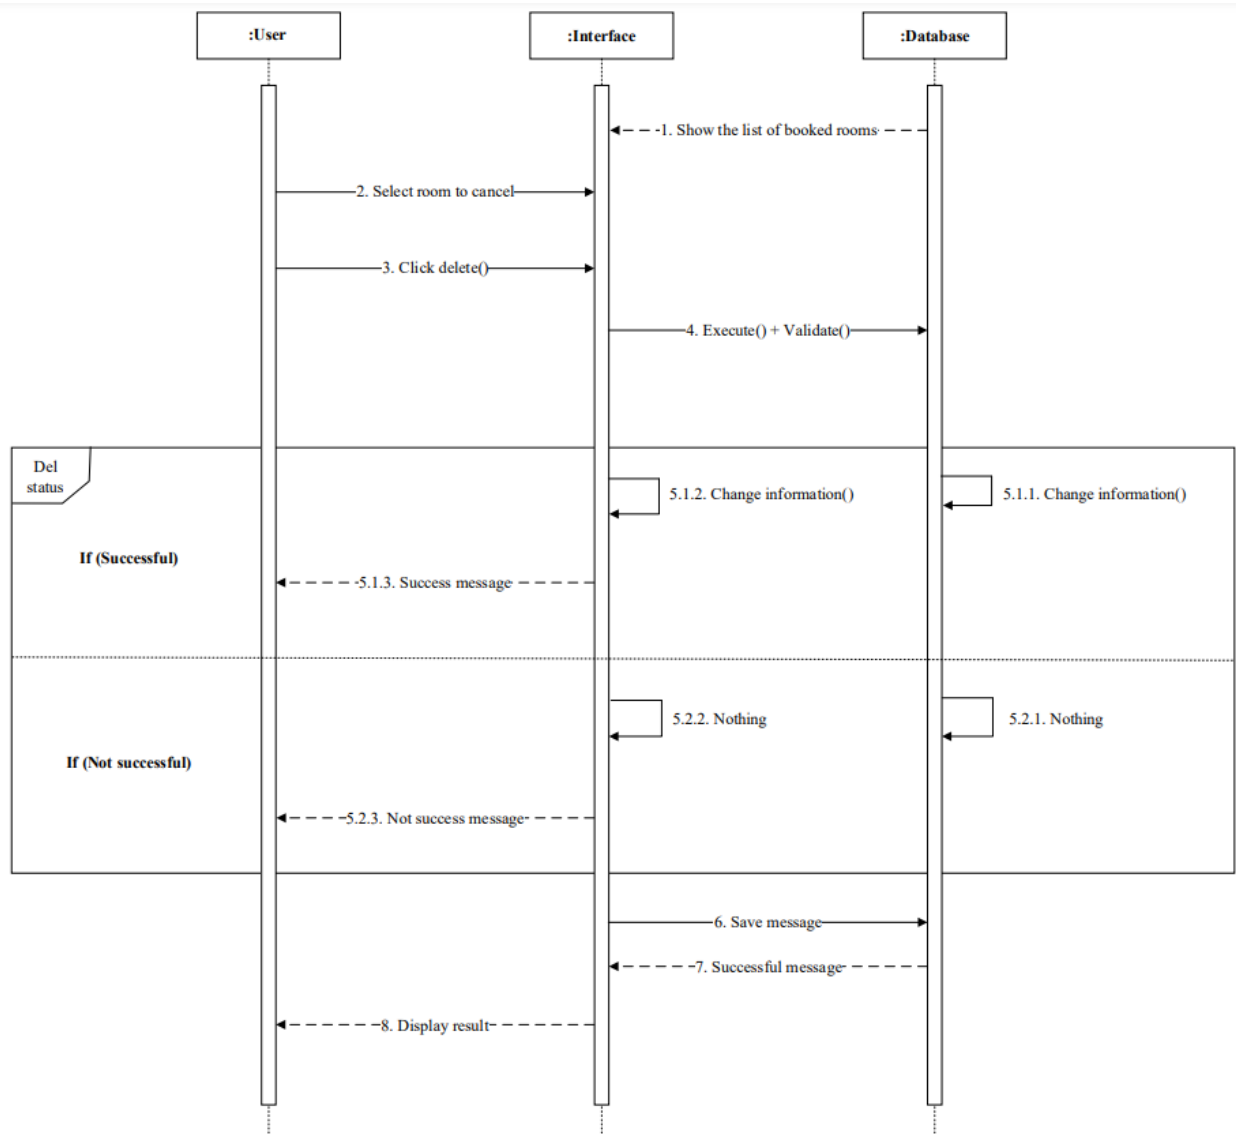 :User
:Interface
:Database
1. Show the list of booked rooms
2. Select room to cancel
3. Click delete()
4. Execute() + Validate()
Del
status
5.1.2. Change information()
5.1.1. Change information()
If (Successful)
5.1.3. Success message
5.2.2. Nothing
5.2.1. Nothing
If (Not successful)
5.2.3. Not success message
6. Save message
7. Successful message
8. Display result